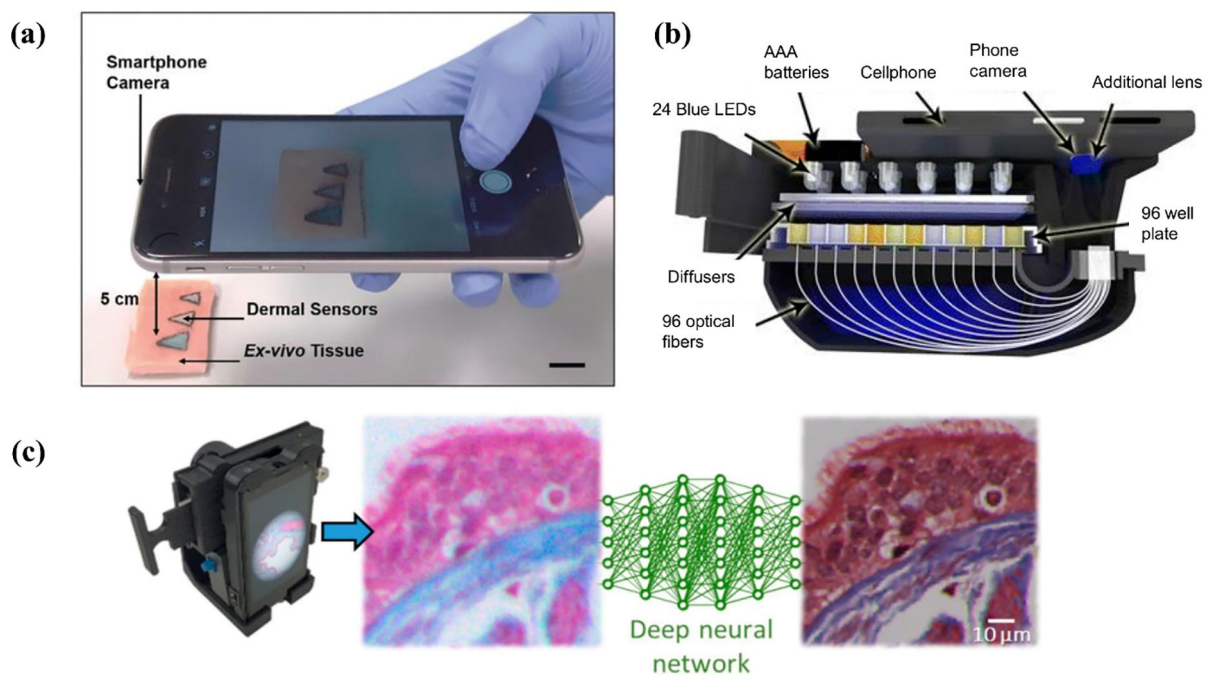 (a)
Smartphone
Camera
5 cm
Dermal Sensors
Ex-vivo Tissue
(b)
AAA
batteries
Cellphone
Phone
camera
Additional lens
24 Blue LEDs
96 well
plate
Diffusers
96 optical
fibers
(c)
Deep neural
network
10 μm